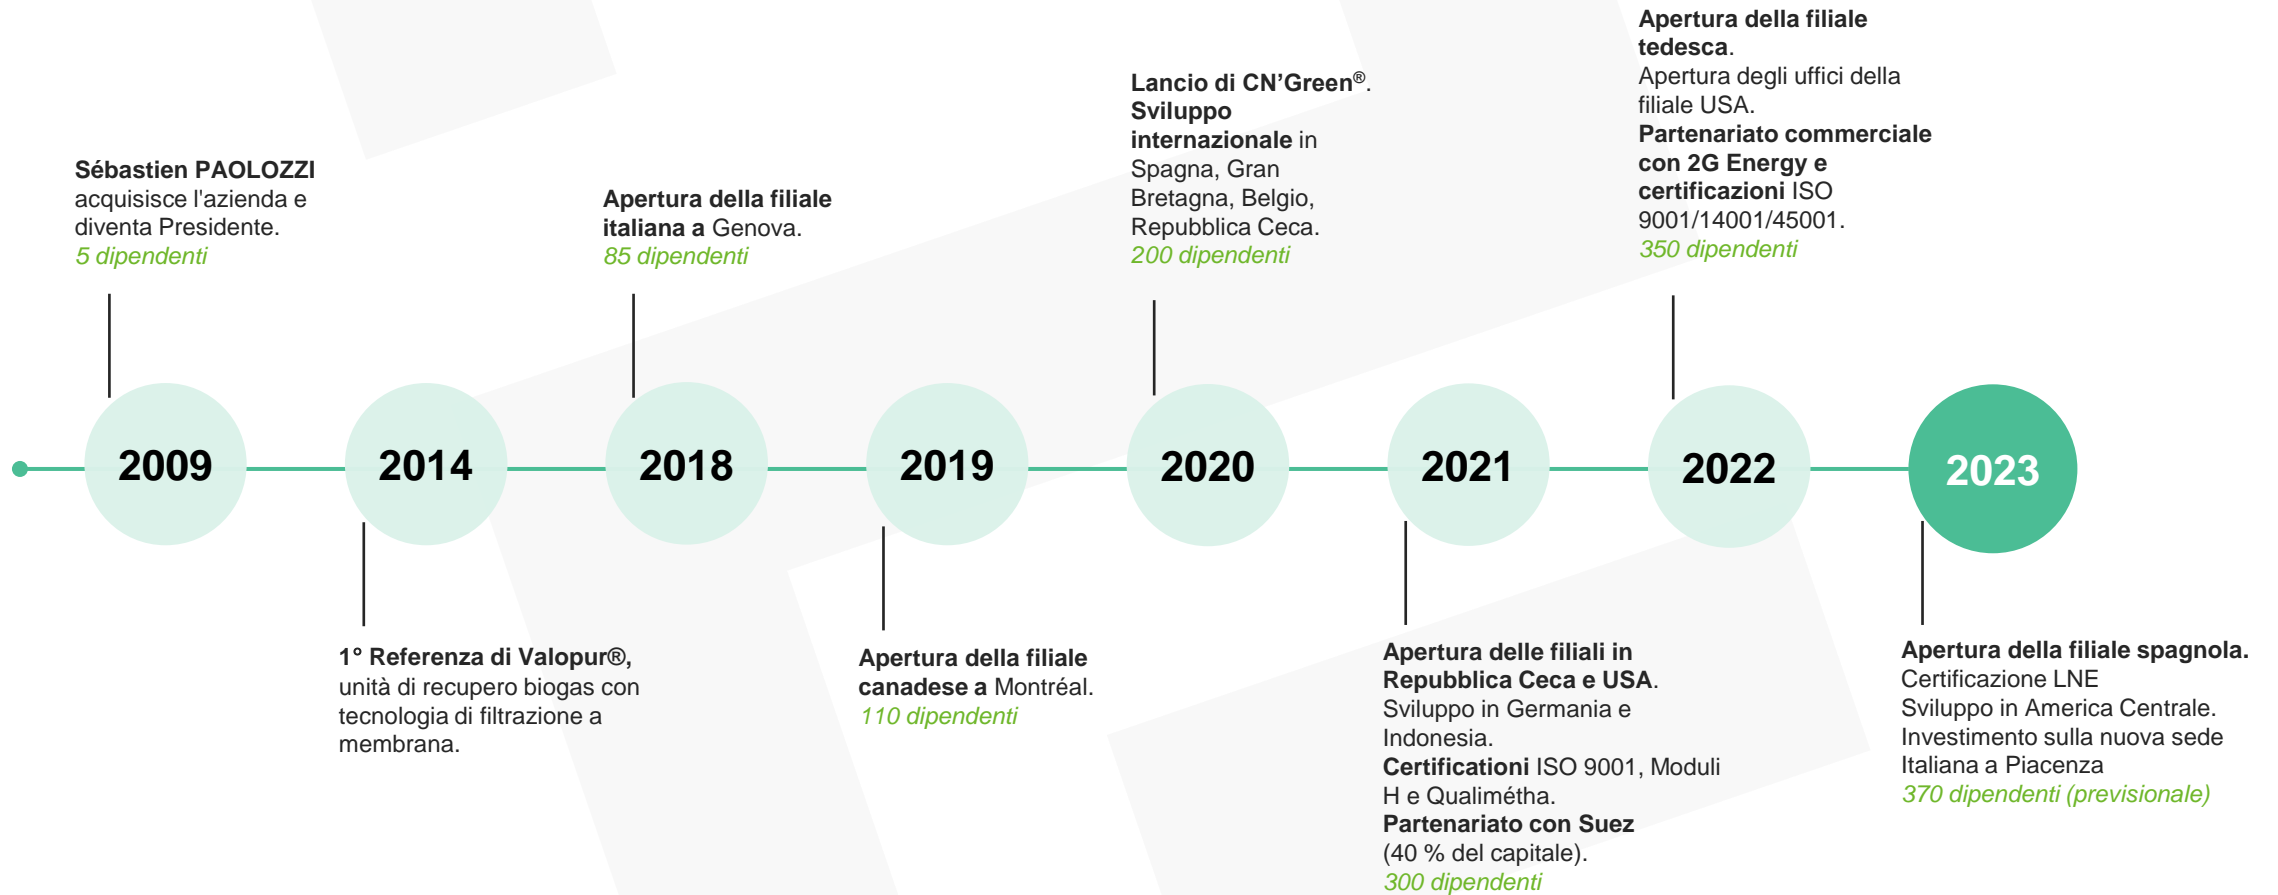 Sébastien PAOLOZZI
acquisisce l'azienda e
diventa Presidente.
5 dipendenti
Apertura della filiale
italiana a Genova.
85 dipendenti
Lancio di CN’Green®.
Sviluppo
internazionale in
Spagna, Gran
Bretagna, Belgio,
Repubblica Ceca.
200 dipendenti
Apertura della filiale
tedesca.
Apertura degli uffici della
filiale USA.
Partenariato commerciale
con 2G Energy e
certificazioni ISO
9001/14001/45001.
350 dipendenti
2009
2014
2018
2019
2020
2021
2022
2023
1° Referenza di Valopur®,
unità di recupero biogas con
tecnologia di filtrazione a
membrana.
Apertura della filiale
canadese a Montréal.
110 dipendenti
Apertura delle filiali in
Repubblica Ceca e USA.
Sviluppo in Germania e
Indonesia.
Certificationi ISO 9001, Moduli
H e Qualimétha.
Partenariato con Suez
(40 % del capitale).
300 dipendenti
Apertura della filiale spagnola.
Certificazione LNE
Sviluppo in America Centrale.
Investimento sulla nuova sede
Italiana a Piacenza
370 dipendenti (previsionale)